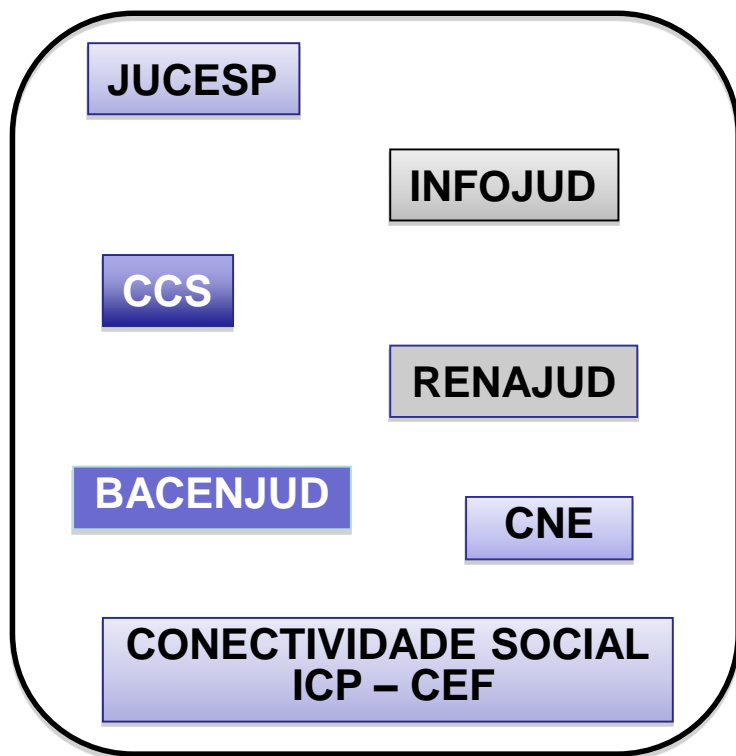 JUCESP
INFOJUD
CCS
RENAJUD
BACENJUD
CNE
CONECTIVIDADE SOCIAL
ICP – CEF